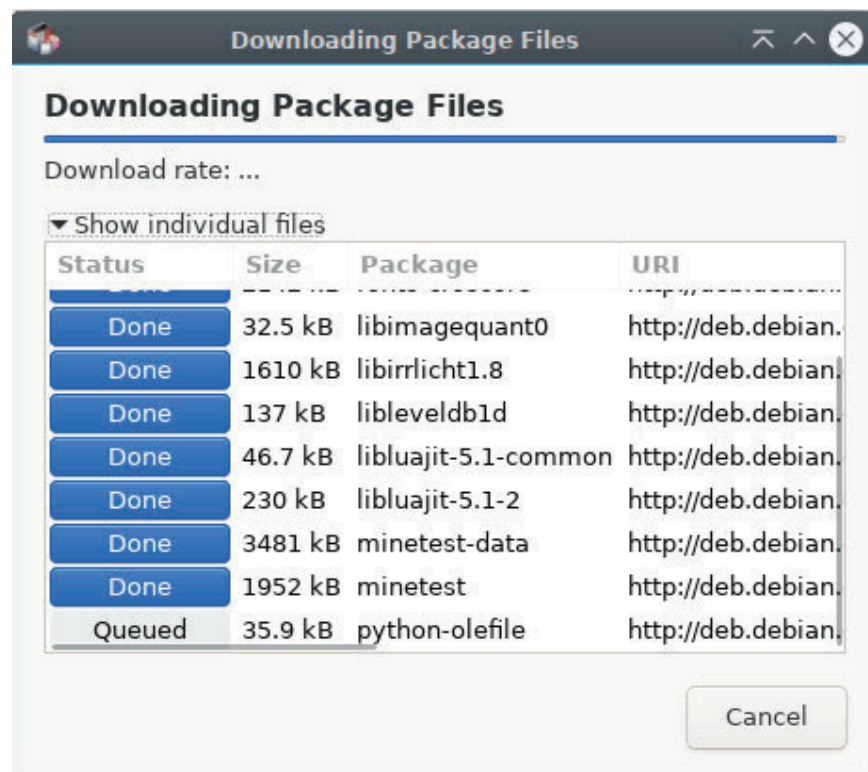 Downloading Package Files
Downloading Package Files
Download rate: ...
Show individual files
Status Size Package URI
Done 32.5 kB libimagequant0 http://deb.debian.
Done 1610 kB libirrlicht1.8 http://deb.debian.
Done 137 kB libleveldb1d http://deb.debian.
Done 46.7 kB libluajit-5.1-common http://deb.debian.
Done 230 kB libluajit-5.1-2 http://deb.debian.
Done 3481 kB minetest-data http://deb.debian.
Done 1952 kB minetest http://deb.debian.
Queued 35.9 kB python-olefile http://deb.debian.
Cancel